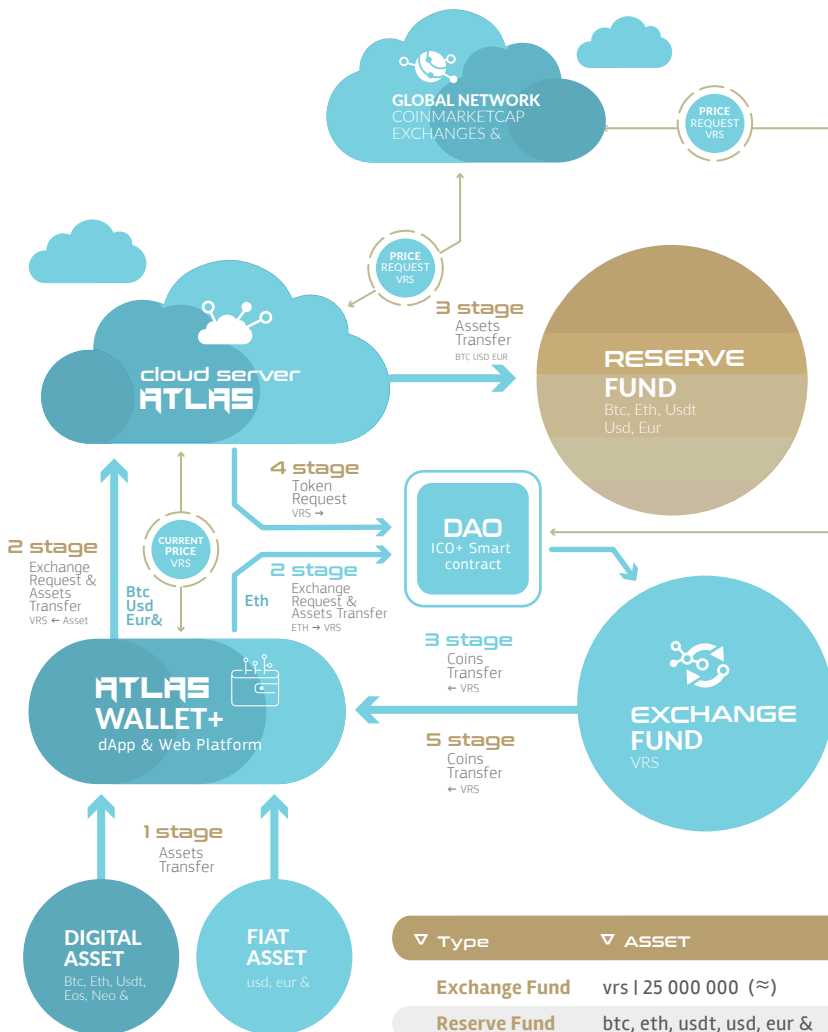 GLOBAL NETWORK
COINMARKETCAP
EXCHANGES &
PRICE
REQUEST
VRS
PRICE
REQUEST
VRS
3 stage
Assets
Transfer
BTC USD EUR
RESERVE
FUND
Btc, Eth, Usdt
Usd, Eur
cloud server
ATLAS
4 stage
Token
Request
VRS →
DAO
ICO+ Smart
contract
2 stage
Exchange
Request &
Assets
Transfer
VRS ← Asset
CURRENT
PRICE
VRS
Btc
Usd
Eur&
Eth
2 stage
Exchange
Request &
Assets Transfer
ETH → VRS
3 stage
Coins
Transfer
← VRS
ATLAS
WALLET+
dApp & Web Platform
EXCHANGE
FUND
VRS
5 stage
Coins
Transfer
← VRS
1 stage
Assets
Transfer
DIGITAL
ASSET
Btc, Eth, Usdt,
Eos, Neo &
FIAT
ASSET
usd, eur &
▽ Type ▽ ASSET
Exchange Fund vrs | 25 000 000 (≈)
Reserve Fund btc, eth, usdt, usd, eur &